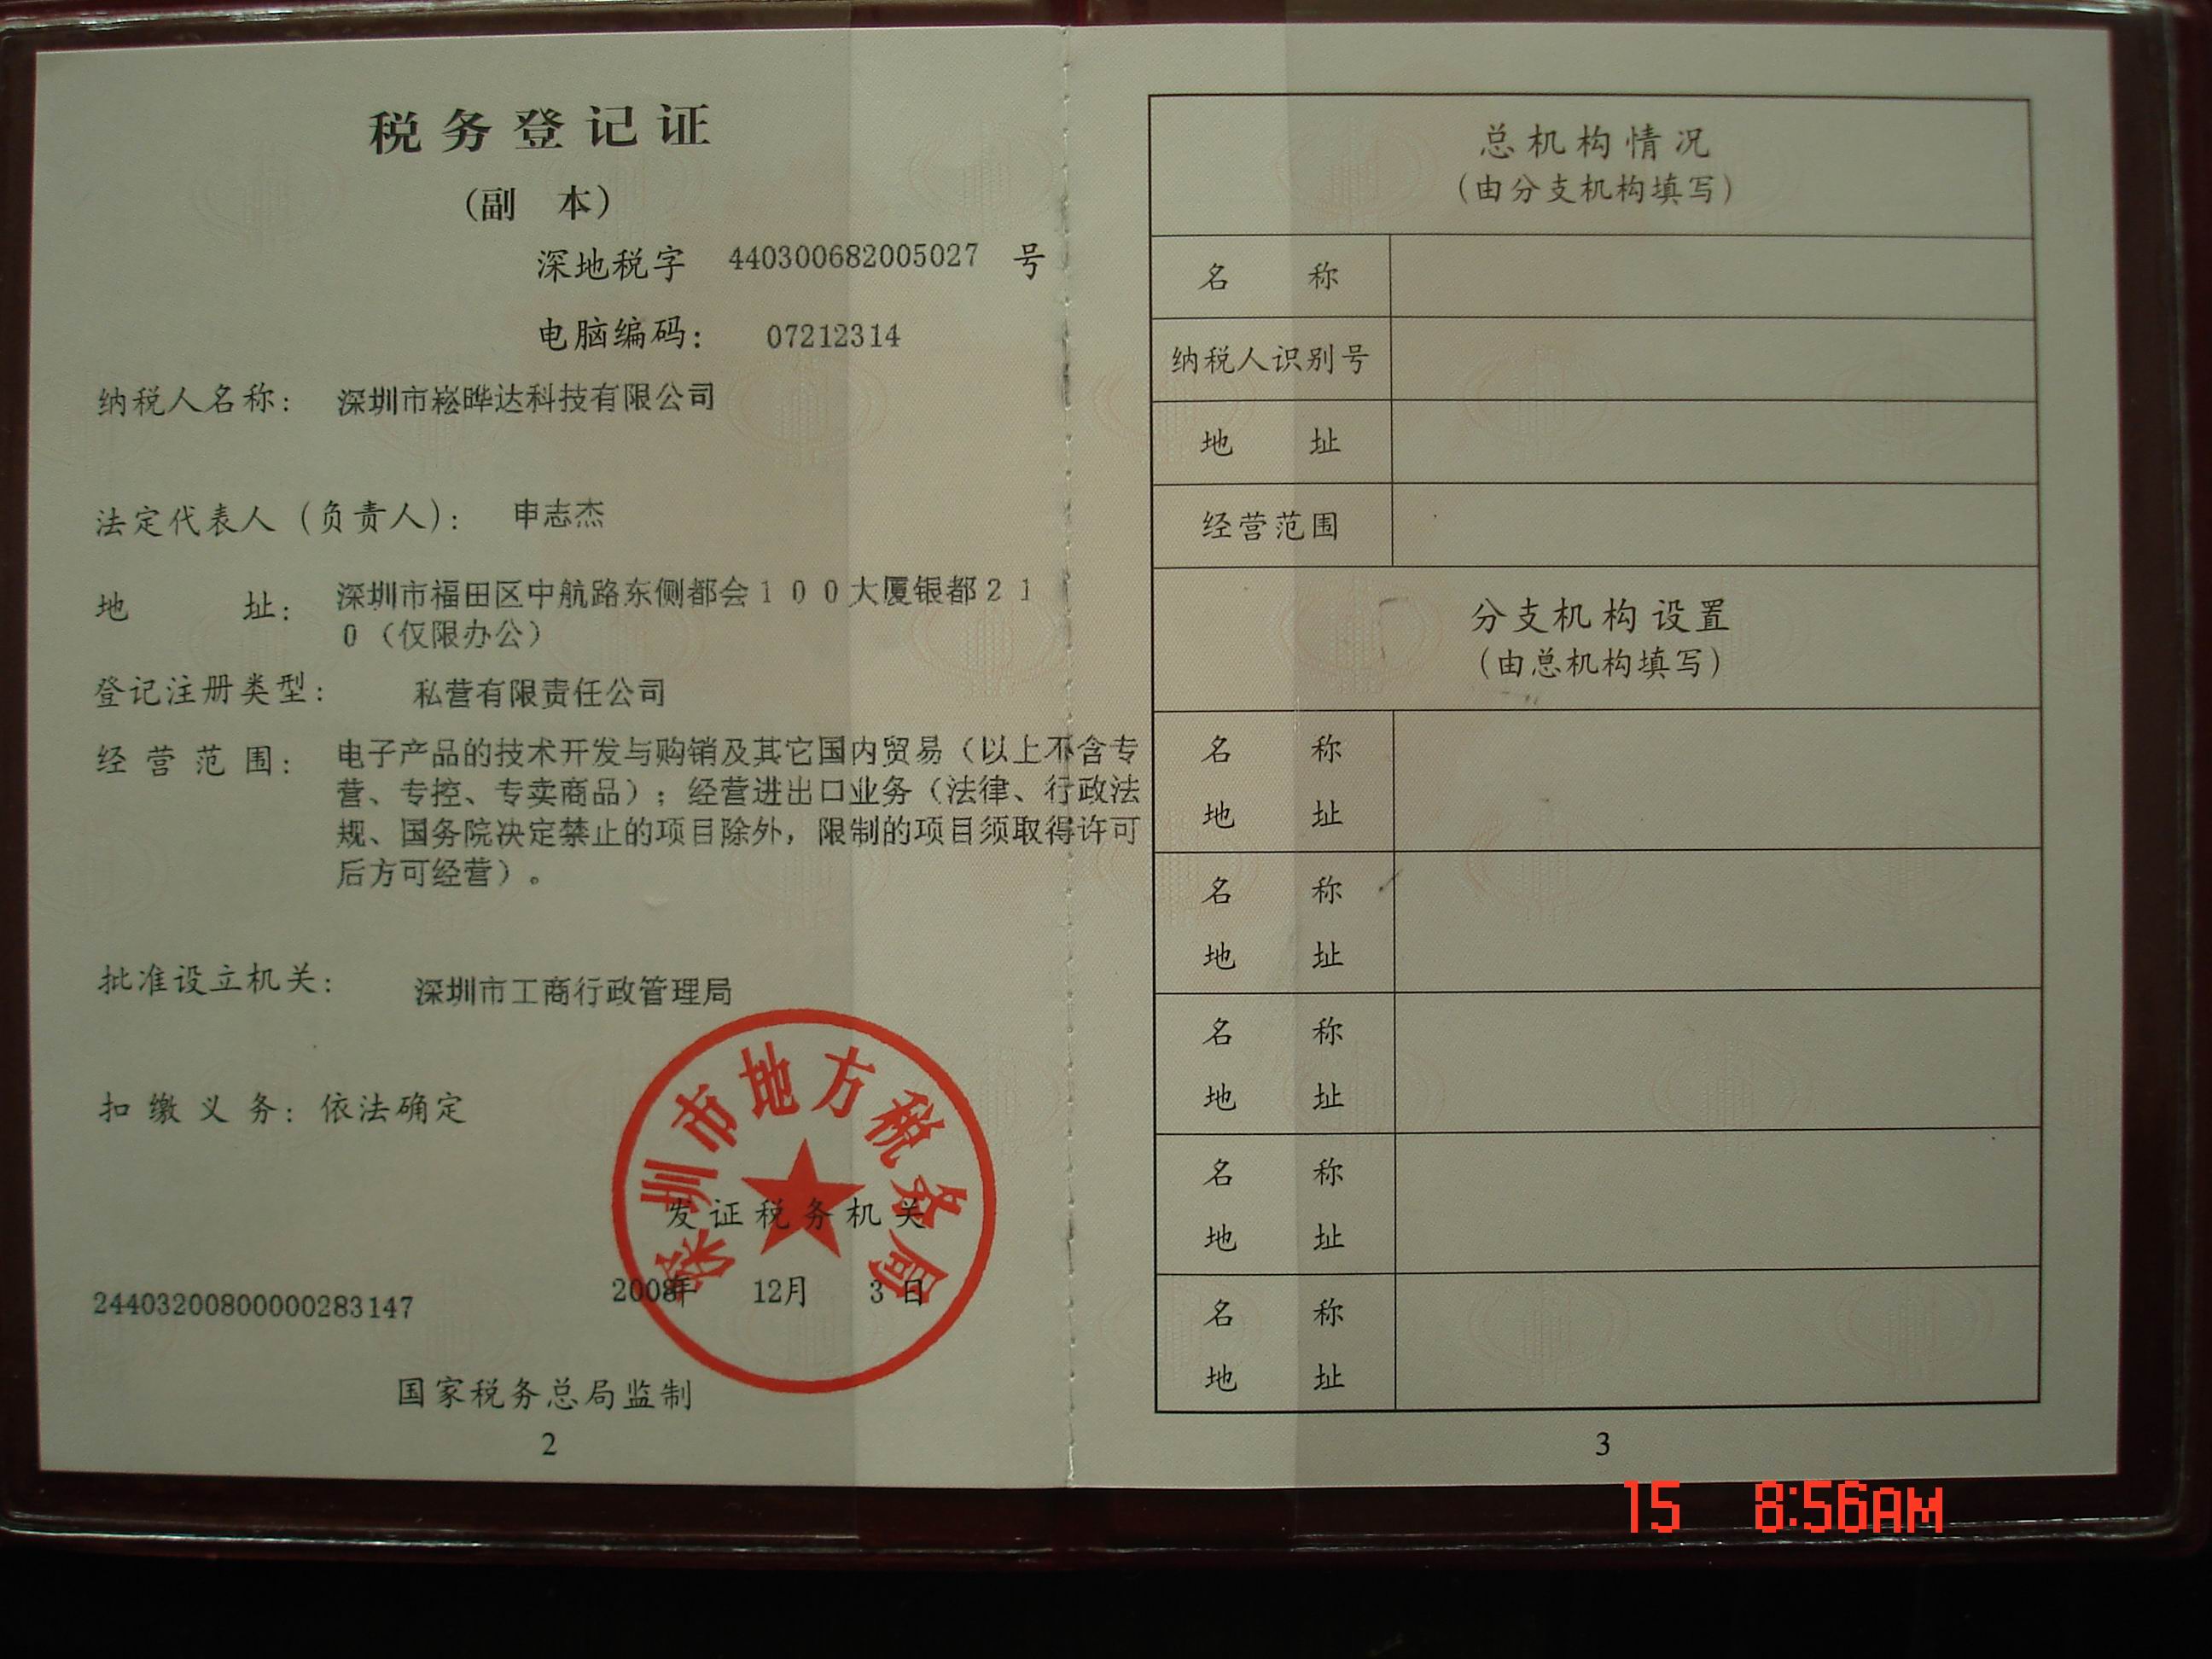 税务登记证
（副 本）
深地税字 440300682005027 号
电脑编码： 07212314
纳税人名称： 深圳市崧晔达科技有限公司
法定代表人（负责人）： 申志杰
地 址： 深圳市福田区中航路东侧都会１００大厦银都２１
０（仅限办公）
登记注册类型： 私营有限责任公司
经营范围： 电子产品的技术开发与购销及其它国内贸易（以上不含专
营、专控、专卖商品）；经营进出口业务（法律、行政法
规、国务院决定禁止的项目除外，限制的项目须取得许可
后方可经营）。
批准设立机关： 深圳市工商行政管理局
扣缴义务：依法确定
深圳市地方税务局
发证税务机关
2008年 12月 3日
24403200800000283147
国家税务总局监制
2
总机构情况
（由分支机构填写）
名 称
纳税人识别号
地 址
经营范围
分支机构设置
（由总机构填写）
名 称
地 址
名 称
地 址
名 称
地 址
名 称
地 址
名 称
地 址
3
15 8:56AM